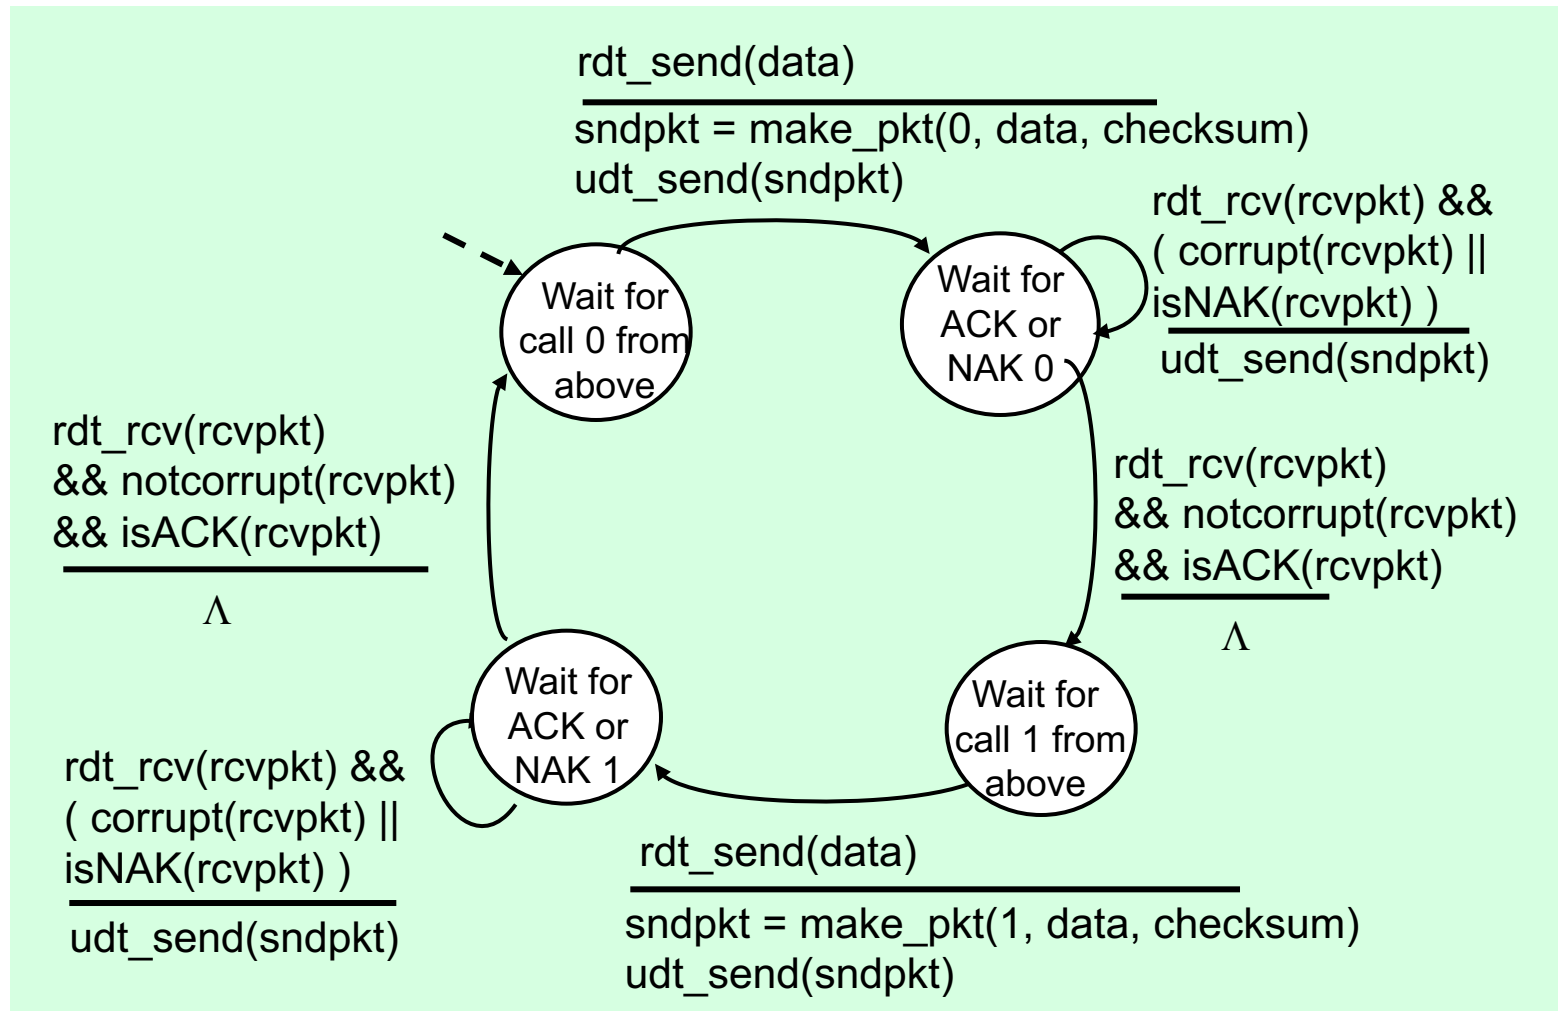 rdt_send(data)
sndpkt = make_pkt(0, data, checksum)
udt_send(sndpkt)
rdt_rcv(rcvpkt) &&
( corrupt(rcvpkt) ||
isNAK(rcvpkt) )
udt_send(sndpkt)
Wait for
call 0 from
above
Wait for
ACK or
NAK 0
rdt_rcv(rcvpkt)
&& notcorrupt(rcvpkt)
&& isACK(rcvpkt)
Λ
rdt_rcv(rcvpkt)
&& notcorrupt(rcvpkt)
&& isACK(rcvpkt)
Λ
Wait for
ACK or
NAK 1
Wait for
call 1 from
above
rdt_rcv(rcvpkt) &&
( corrupt(rcvpkt) ||
isNAK(rcvpkt) )
udt_send(sndpkt)
rdt_send(data)
sndpkt = make_pkt(1, data, checksum)
udt_send(sndpkt)